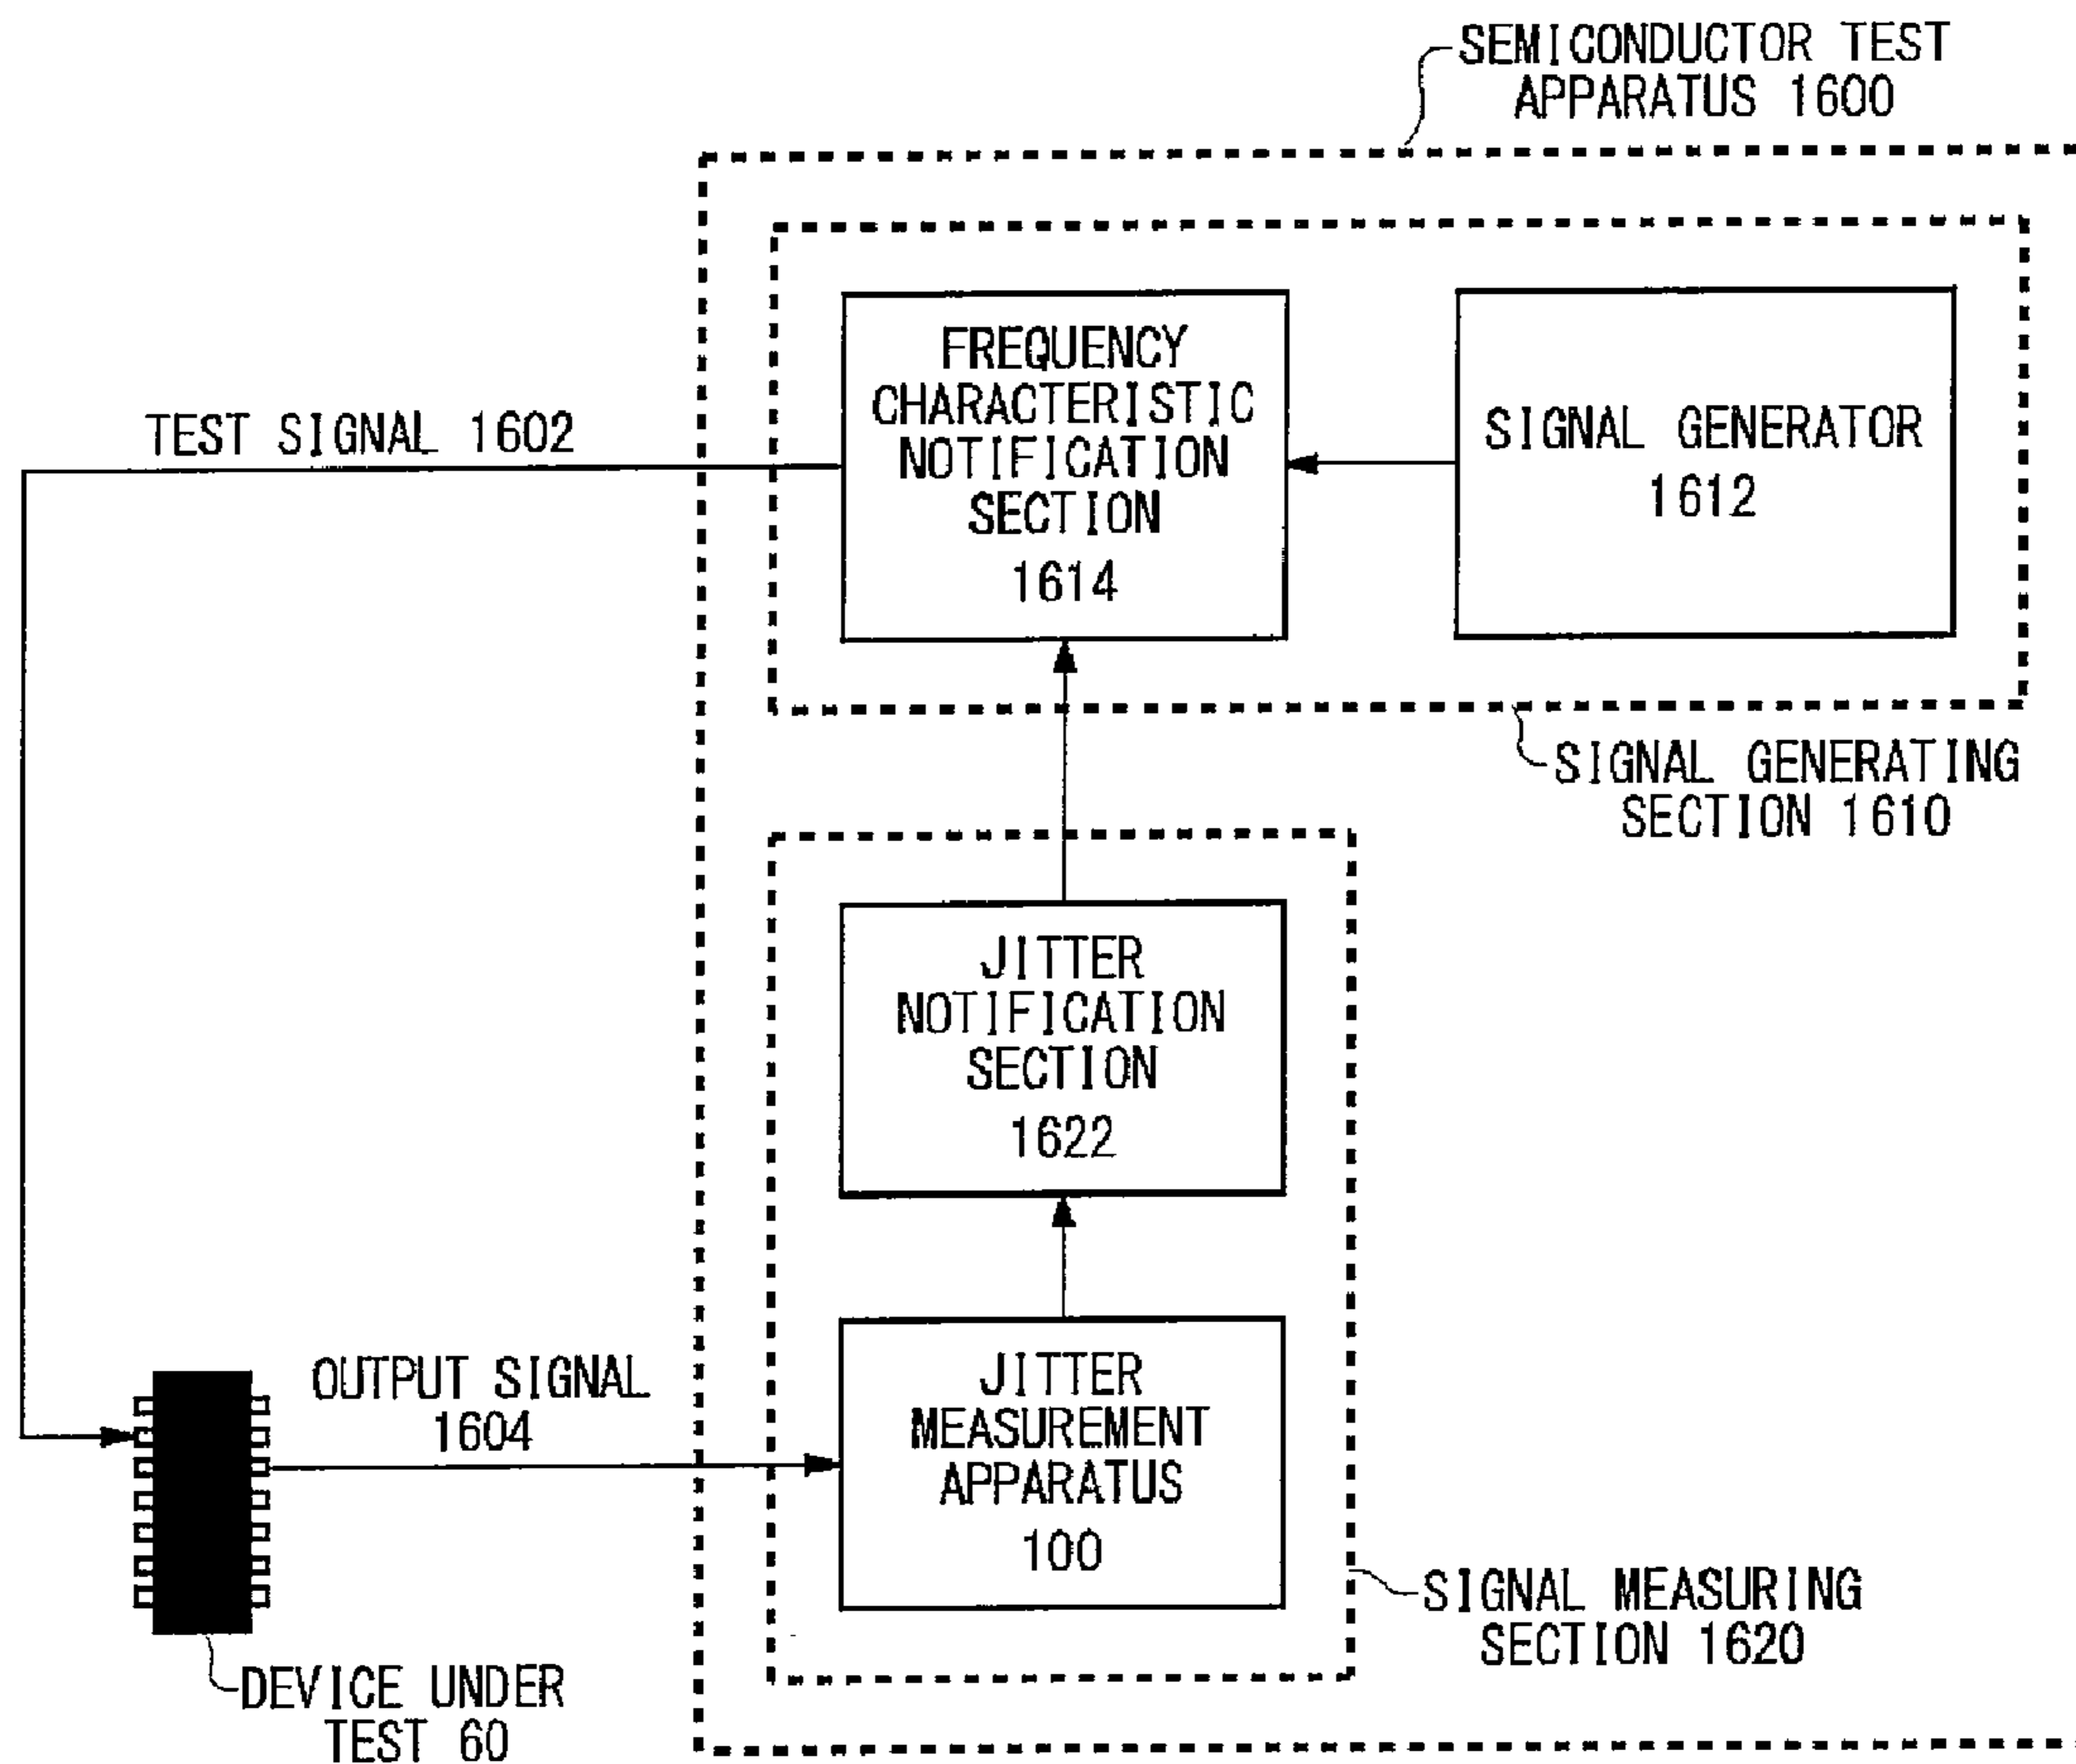 SEMICONDUCTOR TEST
APPARATUS 1600
FREQUENCY
CHARACTERISTIC
NOTIFICATION
SECTION
1614
SIGNAL GENERATOR
1612
TEST SIGNAL 1602
SIGNAL GENERATING
SECTION 1610
JITTER
NOTIFICATION
SECTION
1622
OUTPUT SIGNAL
1604
JITTER
MEASUREMENT
APPARATUS
100
SIGNAL MEASURING
SECTION 1620
DEVICE UNDER
TEST 60